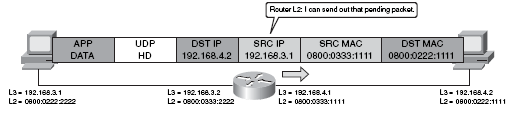 Router L2: I can send out that pending packet.
APP DATA
UDP HD
DST IP 192.168.4.2
SRC IP 192.168.3.1
SRC MAC 0800:0333:1111
DST MAC 0800:0222:1111
L3 = 192.168.3.1
L2 = 0800:0222:2222
L3 = 192.168.3.2
L2 = 0800:0333:2222
L3 = 192.168.4.1
L2 = 0800:0333:1111
L3 = 192.168.4.2
L2 = 0800:0222:1111